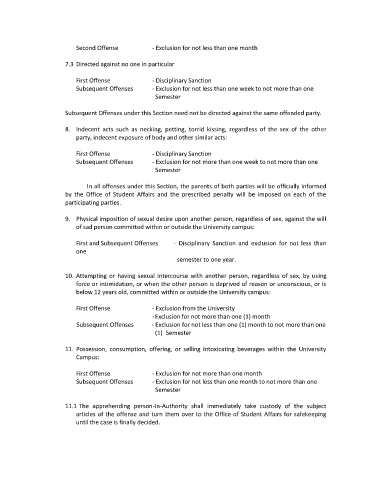 Second Offense - Exclusion for not less than one month
7.3 Directed against no one in particular
First Offense - Disciplinary Sanction
Subsequent Offenses - Exclusion for not less than one week to not more than one
Semester
Subsequent Offenses under this Section need not be directed against the same offended party.
8. Indecent acts such as necking, petting, torrid kissing, regardless of the sex of the other
party, indecent exposure of body and other similar acts:
First Offense - Disciplinary Sanction
Subsequent Offenses - Exclusion for not more than one week to not more than one
Semester
In all offenses under this Section, the parents of both parties will be officially informed
by the Office of Student Affairs and the prescribed penalty will be imposed on each of the
participating parties.
9. Physical imposition of sexual desire upon another person, regardless of sex, against the will
of sad person committed within or outside the University campus:
First and Subsequent Offenses - Disciplinary Sanction and exclusion for not less than
one
semester to one year.
10. Attempting or having sexual intercourse with another person, regardless of sex, by using
force or intimidation, or when the other person is deprived of reason or unconscious, or is
below 12 years old, committed within or outside the University campus:
First Offense - Exclusion from the University
-Exclusion for not more than one (1) month
Subsequent Offenses - Exclusion for not less than one (1) month to not more than one
(1) Semester
11. Possession, consumption, offering, or selling intoxicating beverages within the University
Campus:
First Offense - Exclusion for not more than one month
Subsequent Offenses - Exclusion for not less than one month to not more than one
Semester
11.1 The apprehending person-In-Authority shall immediately take custody of the subject
articles of the offense and turn them over to the Office of Student Affairs for safekeeping
until the case is finally decided.